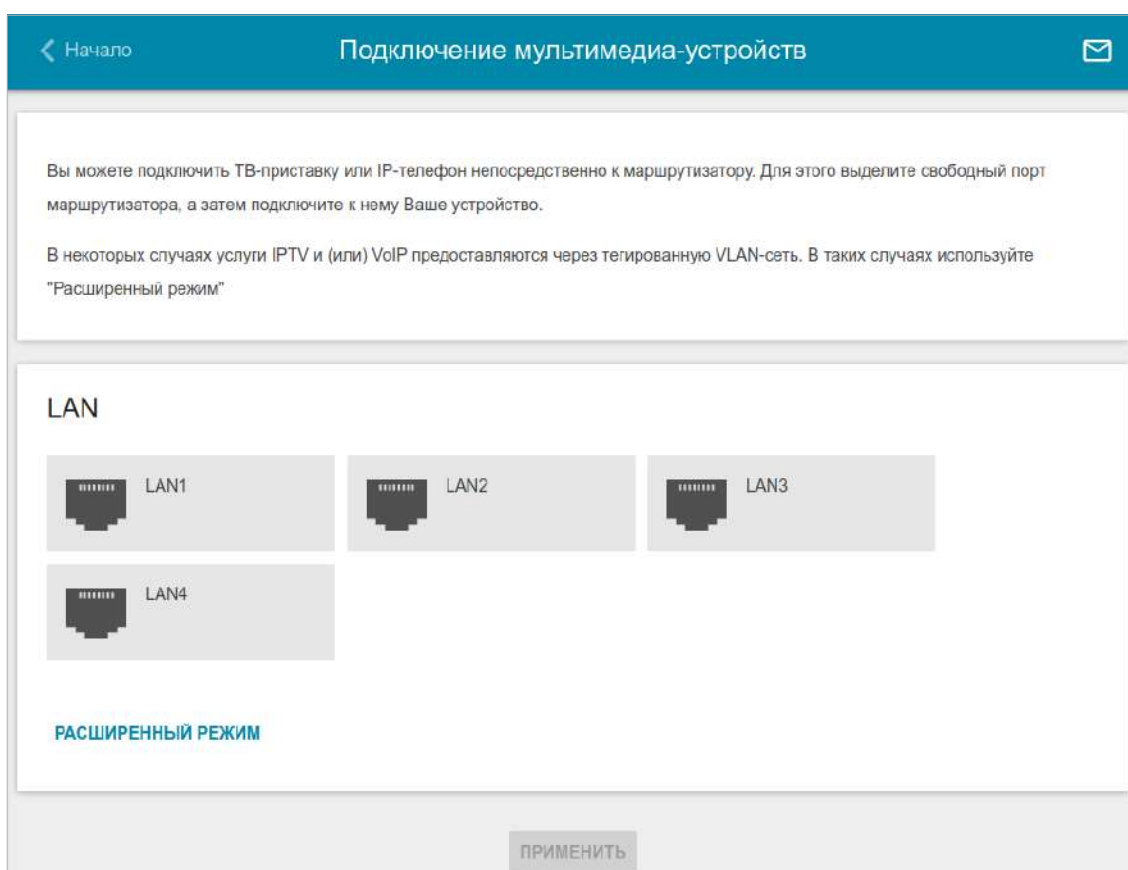 Начало
Подключение мультимедиа-устройств
Вы можете подключить ТВ-приставку или IP-телефон непосредственно к маршрутизатору. Для этого выделите свободный порт
маршрутизатора, а затем подключите к нему Ваше устройство.
В некоторых случаях услуги IPTV и (или) VoIP предоставляются через тегированную VLAN-сеть. В таких случаях используйте
"Расширенный режим"
LAN
LAN1
LAN2
LAN3
LAN4
РАСШИРЕННЫЙ РЕЖИМ
ПРИМЕНИТЬ